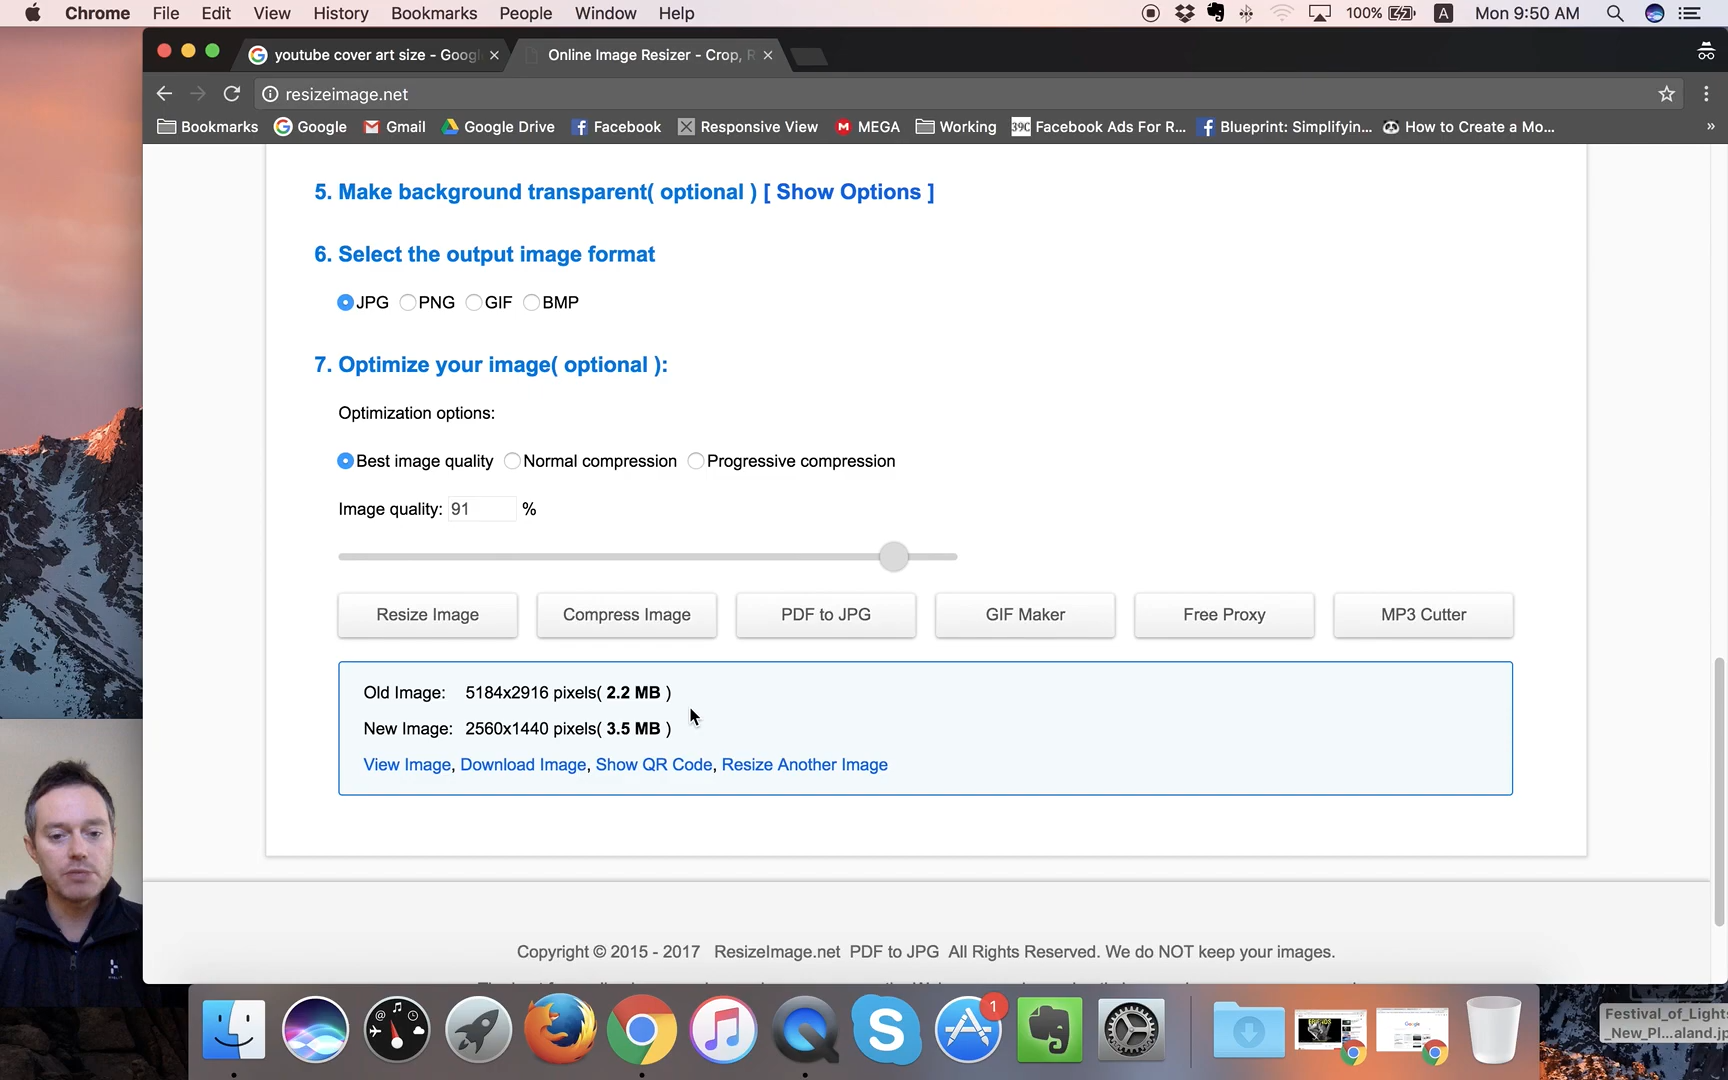 Chrome File Edit View History Bookmarks People Window Help 100% A Mon 9:50 AM
youtube cover art size - Googl
Online Image Resizer - Crop, R
resizeimage.net
Bookmarks Google Gmail Google Drive Facebook Responsive View MEGA Working 39C Facebook Ads For R... Blueprint: Simplifyin... How to Create a Mo... »
5. Make background transparent( optional ) [ Show Options ]
6. Select the output image format
JPG PNG GIF BMP
7. Optimize your image( optional ):
Optimization options:
Best image quality Normal compression Progressive compression
Image quality: 91 %
Resize Image Compress Image PDF to JPG GIF Maker Free Proxy MP3 Cutter
Old Image: 5184x2916 pixels( 2.2 MB )
New Image: 2560x1440 pixels( 3.5 MB )
View Image, Download Image, Show QR Code, Resize Another Image
Copyright © 2015 - 2017 ResizeImage.net PDF to JPG All Rights Reserved. We do NOT keep your images.
1
Festival_of_Light
_New_Pl...aland.jp